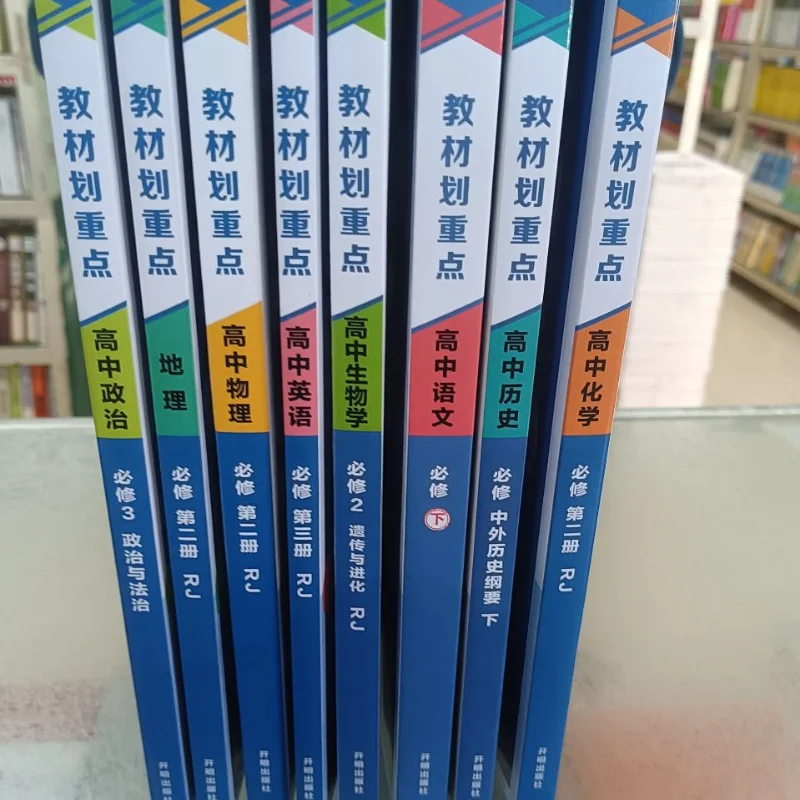 教材划重点
高中政治
必修3 政治与法治
教材划重点
地理
必修 第二册 RJ
开明出版社
教材划重点
高中物理
必修 第二册 RJ
开明出版社
教材划重点
高中英语
必修 第三册 RJ
开明出版社
教材划重点
高中生物学
必修2 遗传与进化 RJ
开明出版社
教材划重点
高中语文
必修 下
开明出版社
教材划重点
高中历史
必修 中外历史纲要 下
开明出版社
教材划重点
高中化学
必修 第二册 RJ
开明出版社